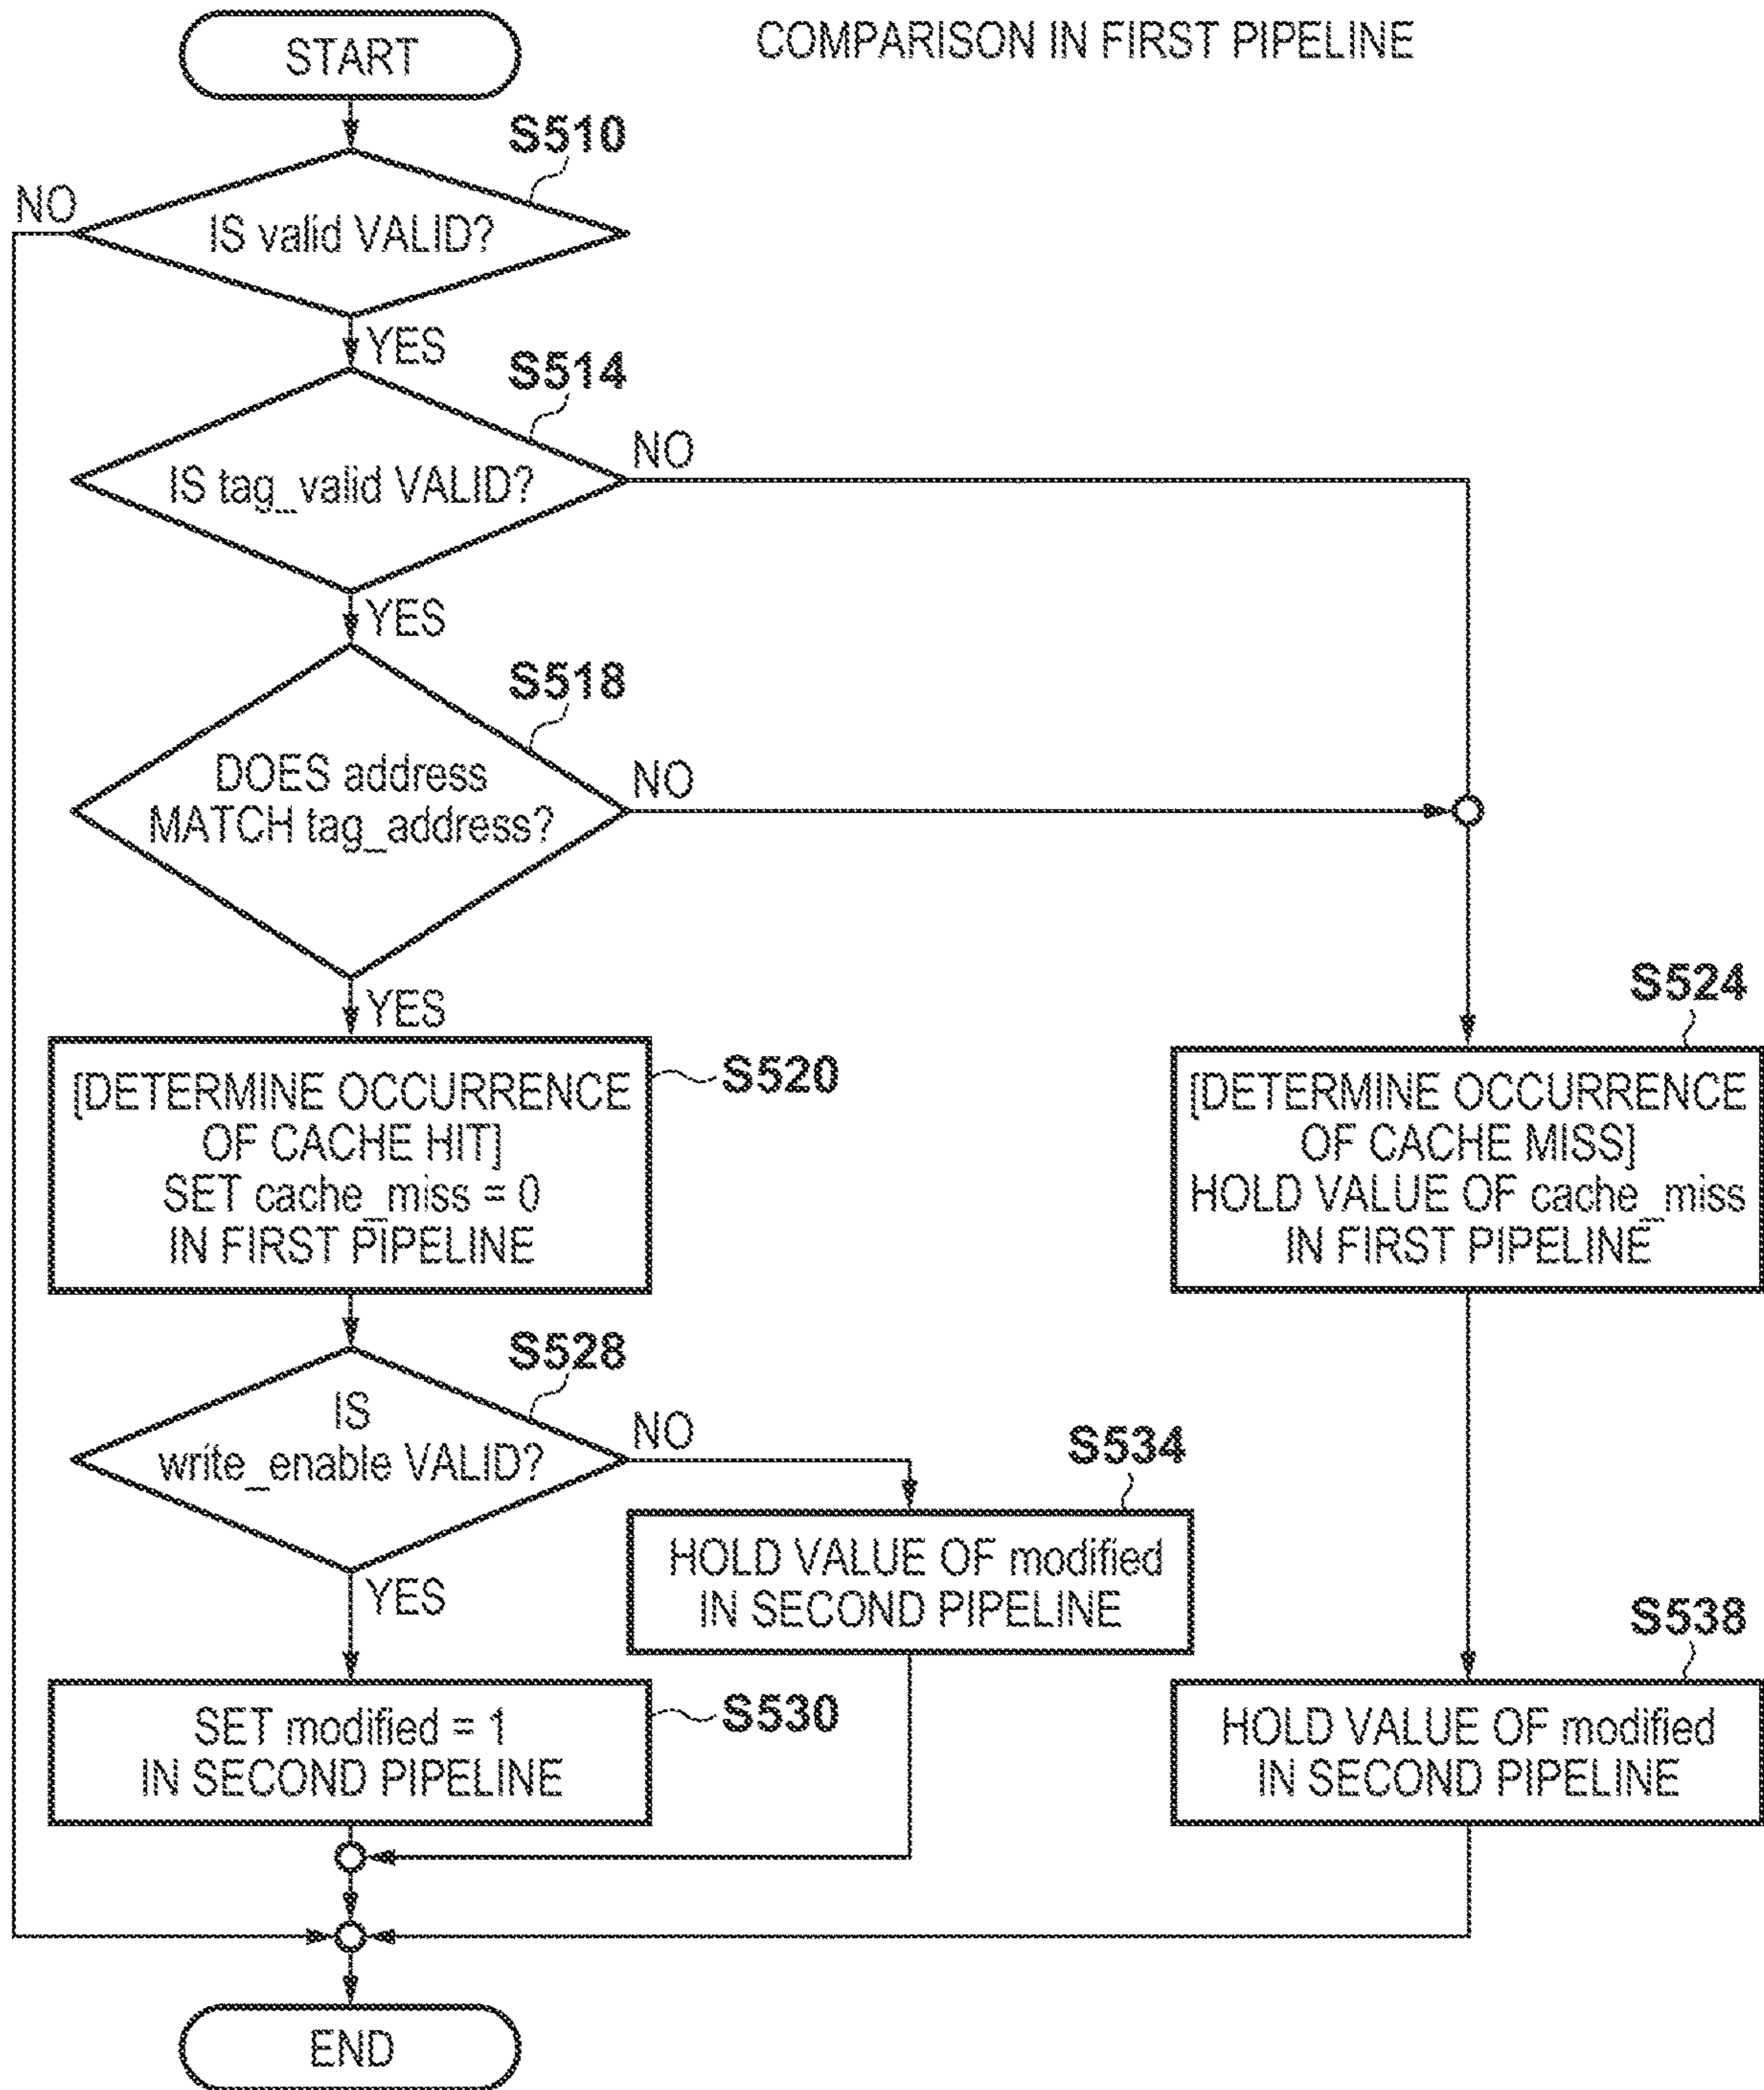 START
COMPARISON IN FIRST PIPELINE
S510
NO
IS valid VALID?
YES
S514
NO
IS tag_valid VALID?
YES
S518
DOES address
MATCH tag_address?
NO
YES
S520
[DETERMINE OCCURRENCE
OF CACHE HIT]
SET cache_miss = 0
IN FIRST PIPELINE
S524
[DETERMINE OCCURRENCE
OF CACHE MISS]
HOLD VALUE OF cache_miss
IN FIRST PIPELINE
S528
IS
write_enable VALID?
NO
YES
S534
HOLD VALUE OF modified
IN SECOND PIPELINE
S530
SET modified = 1
IN SECOND PIPELINE
S538
HOLD VALUE OF modified
IN SECOND PIPELINE
END